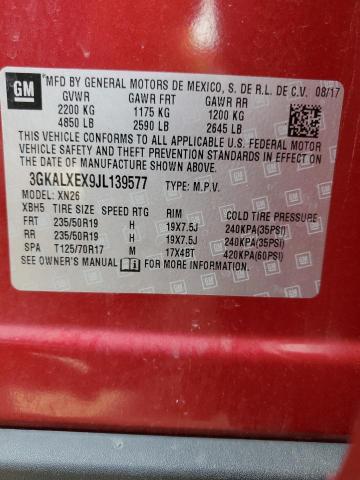 GM
MFD BY GENERAL MOTORS DE MEXICO, S. DE R.L. DE C.V. 08/17
GVWR GAWR FRT GAWR RR
2200 KG 1175 KG 1200 KG
4850 LB 2590 LB 2645 LB
THIS VEHICLE CONFORMS TO ALL APPLICABLE U.S. FEDERAL MOTOR
VEHICLE SAFETY, BUMPER, AND THEFT PREVENTION STANDARDS
IN EFFECT ON THE DATE OF MANUFACTURE SHOWN ABOVE.
3GKALXEX9JL139577 TYPE: M.P.V.
MODEL: XN26
XBH5 TIRE SIZE SPEED RTG RIM COLD TIRE PRESSURE
FRT 235/50R19 H 19X7.5J 240KPA(35PSI)
RR 235/50R19 H 19X7.5J 240KPA(35PSI)
SPA T125/70R17 M 17X4BT 420KPA(60PSI)
SEE OWNER'S MANUAL FOR MORE INFORMATION.